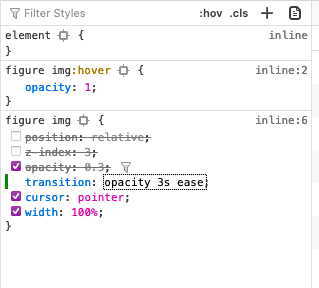 Filter Styles :hov .cls +
element { inline
}
figure img:hover { inline:2
opacity: 1;
}
figure img { inline:6
position: relative;
z-index: 3;
opacity: 0.3;
transition: opacity 3s ease;
cursor: pointer;
width: 100%;
}